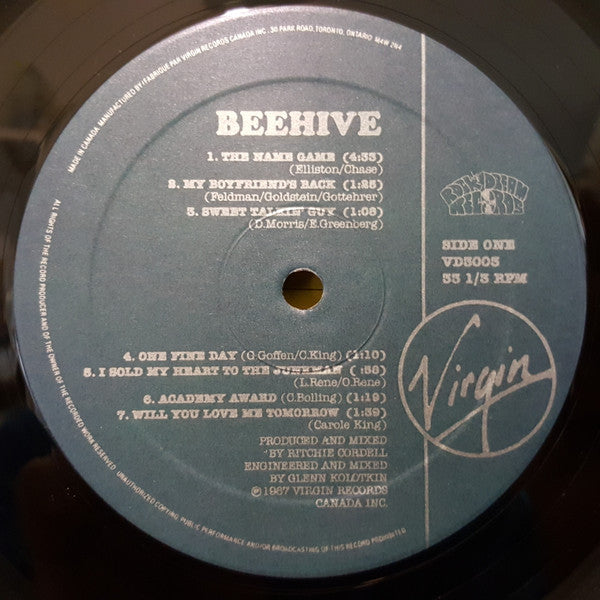 MADE IN CANADA. MANUFACTURED BY/FABRIQUE PAR VIRGIN RECORDS CANADA INC., 30 PARK ROAD, TORONTO, ONTARIO M4W 2N4
BEEHIVE
1. THE NAME GAME (4:33)
(Elliston/Chase)
2. MY BOYFRIEND'S BACK (1:25)
(Feldman/Goldstein/Gottehrer)
3. SWEET TALKIN' GUY (1:08)
(D.Morris/E.Greenberg)
RECORDS
SIDE ONE
VD3005
33 1/3 RPM
4. ONE FINE DAY (G.Goffen/C.King) (1:10)
5. I SOLD MY HEART TO THE JUNKMAN (:58)
(L.Rene/O.Rene)
6. ACADEMY AWARD (C.Bolling) (1:19)
7. WILL YOU LOVE ME TOMORROW (1:39)
(Carole King)
PRODUCED AND MIXED
BY RITCHIE CORDELL
ENGINEERED AND MIXED
BY GLENN KOLOTKIN
℗©1987 VIRGIN RECORDS
CANADA INC.
Virgin
ALL RIGHTS OF THE RECORD PRODUCER AND OF THE OWNER OF THE RECORDED WORK RESERVED. UNAUTHORIZED COPYING, PUBLIC PERFORMANCE AND/OR BROADCASTING OF THIS RECORD PROHIBITED